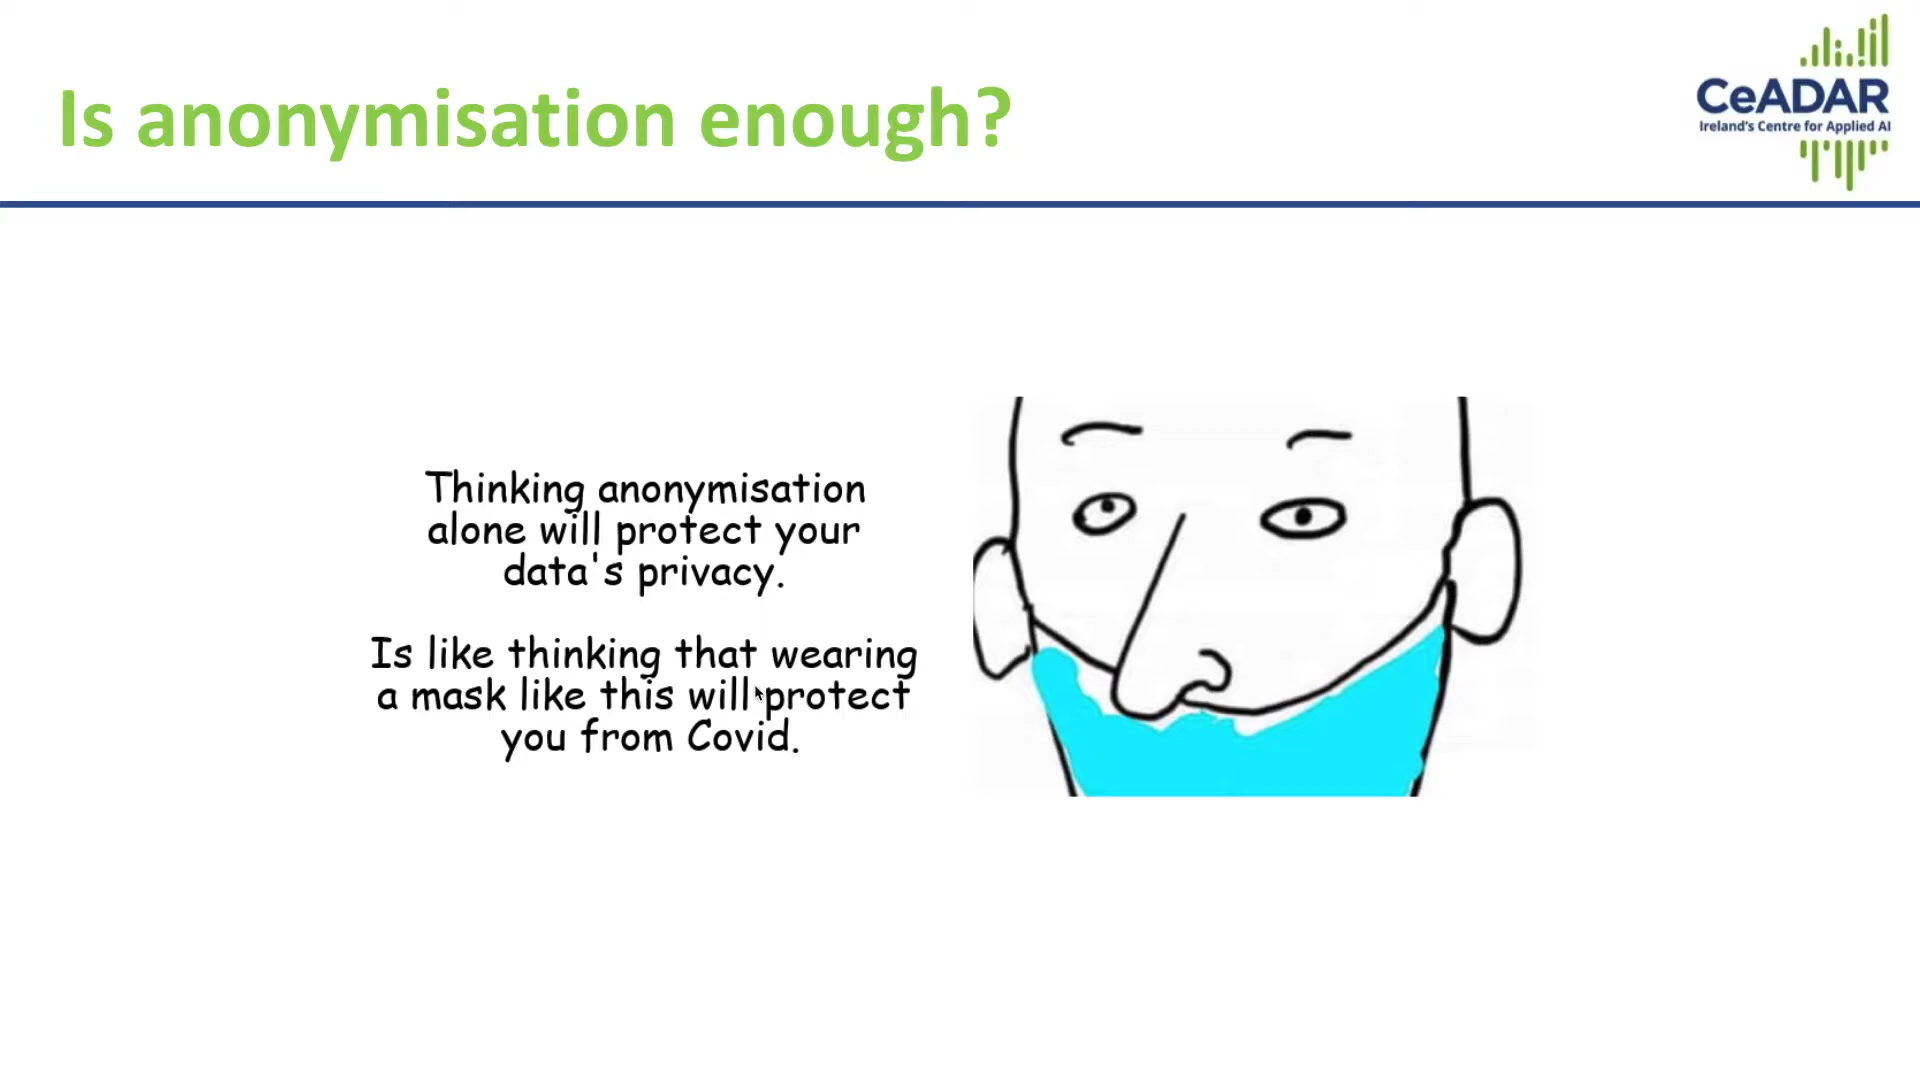 Is anonymisation enough?
CeADAR
Ireland's Centre for Applied AI
Thinking anonymisation
alone will protect your
data's privacy.
Is like thinking that wearing
a mask like this will protect
you from Covid.